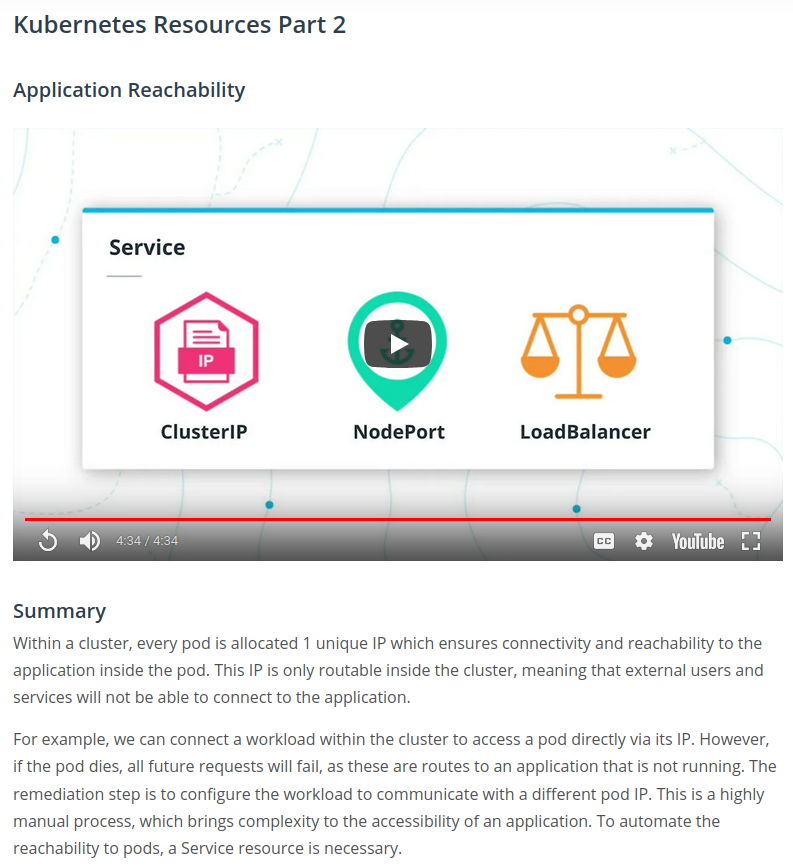 Kubernetes Resources Part 2
Application Reachability
Service
IP
ClusterIP NodePort LoadBalancer
4:34 / 4:34 CC YouTube
Summary
Within a cluster, every pod is allocated 1 unique IP which ensures connectivity and reachability to the
application inside the pod. This IP is only routable inside the cluster, meaning that external users and
services will not be able to connect to the application.
For example, we can connect a workload within the cluster to access a pod directly via its IP. However,
if the pod dies, all future requests will fail, as these are routes to an application that is not running. The
remediation step is to configure the workload to communicate with a different pod IP. This is a highly
manual process, which brings complexity to the accessibility of an application. To automate the
reachability to pods, a Service resource is necessary.